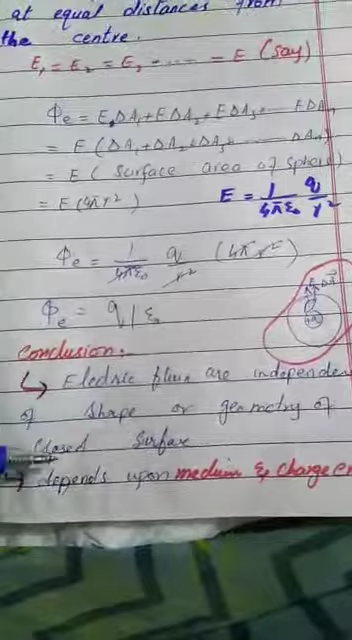 at equal distances from
the centre.
E₁ = E₂ = E₃ ------ = E (say)
Φe = E₁ΔA₁ + EΔA₂ + EΔA₃ ... EΔAn
= E (ΔA₁ + ΔA₂ + ΔA₃ ... ΔAn)
= E ( surface area of sphere)
= E (4πr²)
E = 1/4πε₀ q/r²
Φe = 1/4πε₀ q/r² (4πr²)
Φe = q/ε₀
Conclusion:
↳ Electric flux are independen
of shape or geometry of
closed surface
↳ depends upon medium & charge en